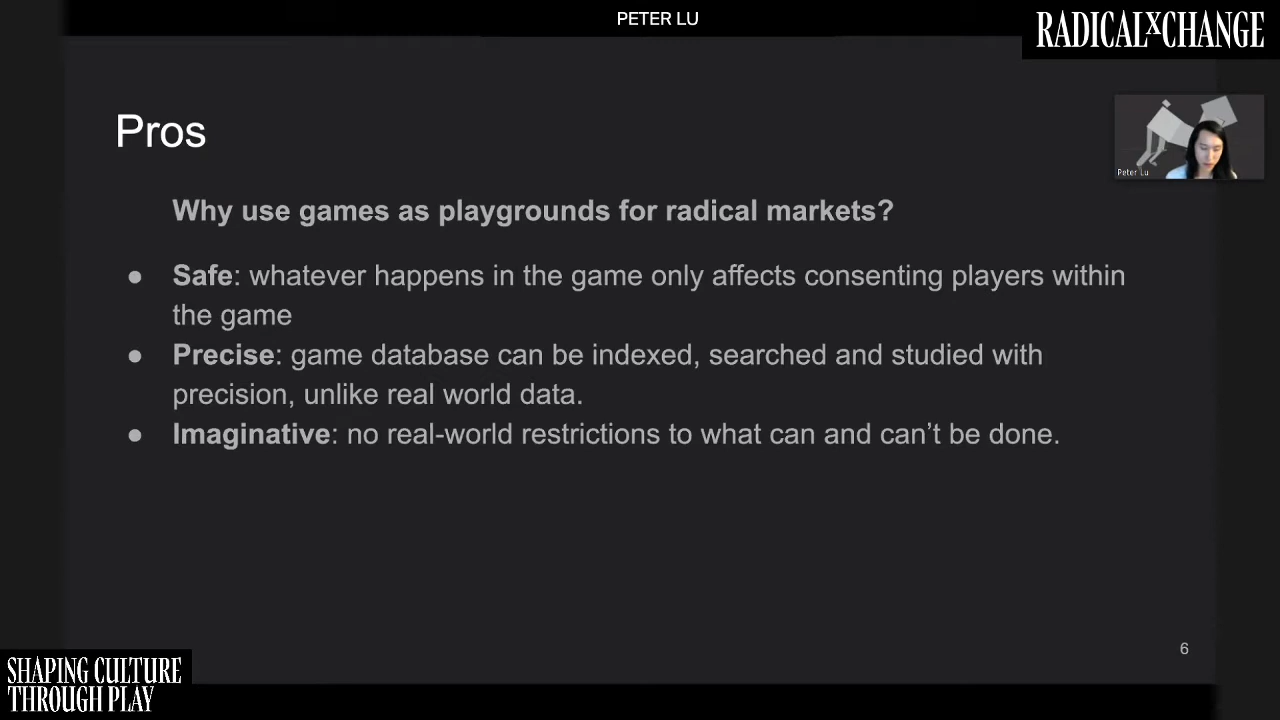 PETER LU
RADICALXCHANGE
Pros
Peter Lu
Why use games as playgrounds for radical markets?
● Safe: whatever happens in the game only affects consenting players within
the game
● Precise: game database can be indexed, searched and studied with
precision, unlike real world data.
● Imaginative: no real-world restrictions to what can and can’t be done.
6
SHAPING CULTURE
THROUGH PLAY